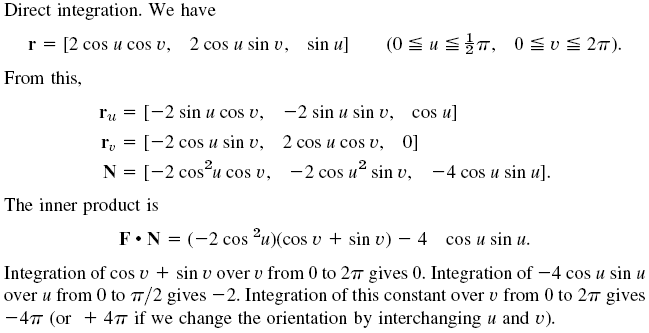 Direct integration. We have
r = [2 cos u cos v, 2 cos u sin v, sin u] (0 ≦ u ≦ ½π, 0 ≦ v ≦ 2π).
From this,
rᵤ = [−2 sin u cos v, −2 sin u sin v, cos u]
rᵥ = [−2 cos u sin v, 2 cos u cos v, 0]
N = [−2 cos²u cos v, −2 cos u² sin v, −4 cos u sin u].
The inner product is
F • N = (−2 cos ²u)(cos v + sin v) − 4 cos u sin u.
Integration of cos v + sin v over v from 0 to 2π gives 0. Integration of −4 cos u sin u
over u from 0 to π/2 gives −2. Integration of this constant over v from 0 to 2π gives
−4π (or + 4π if we change the orientation by interchanging u and v).